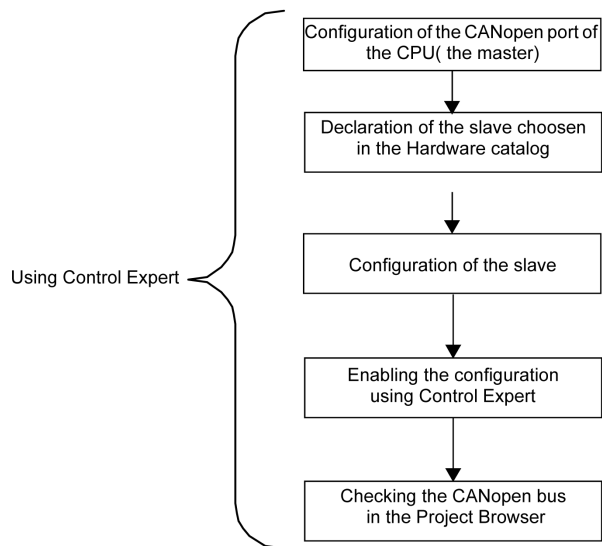 Configuration of the CANopen port of
the CPU( the master)
Declaration of the slave choosen
in the Hardware catalog
Using Control Expert
Configuration of the slave
Enabling the configuration
using Control Expert
Checking the CANopen bus
in the Project Browser